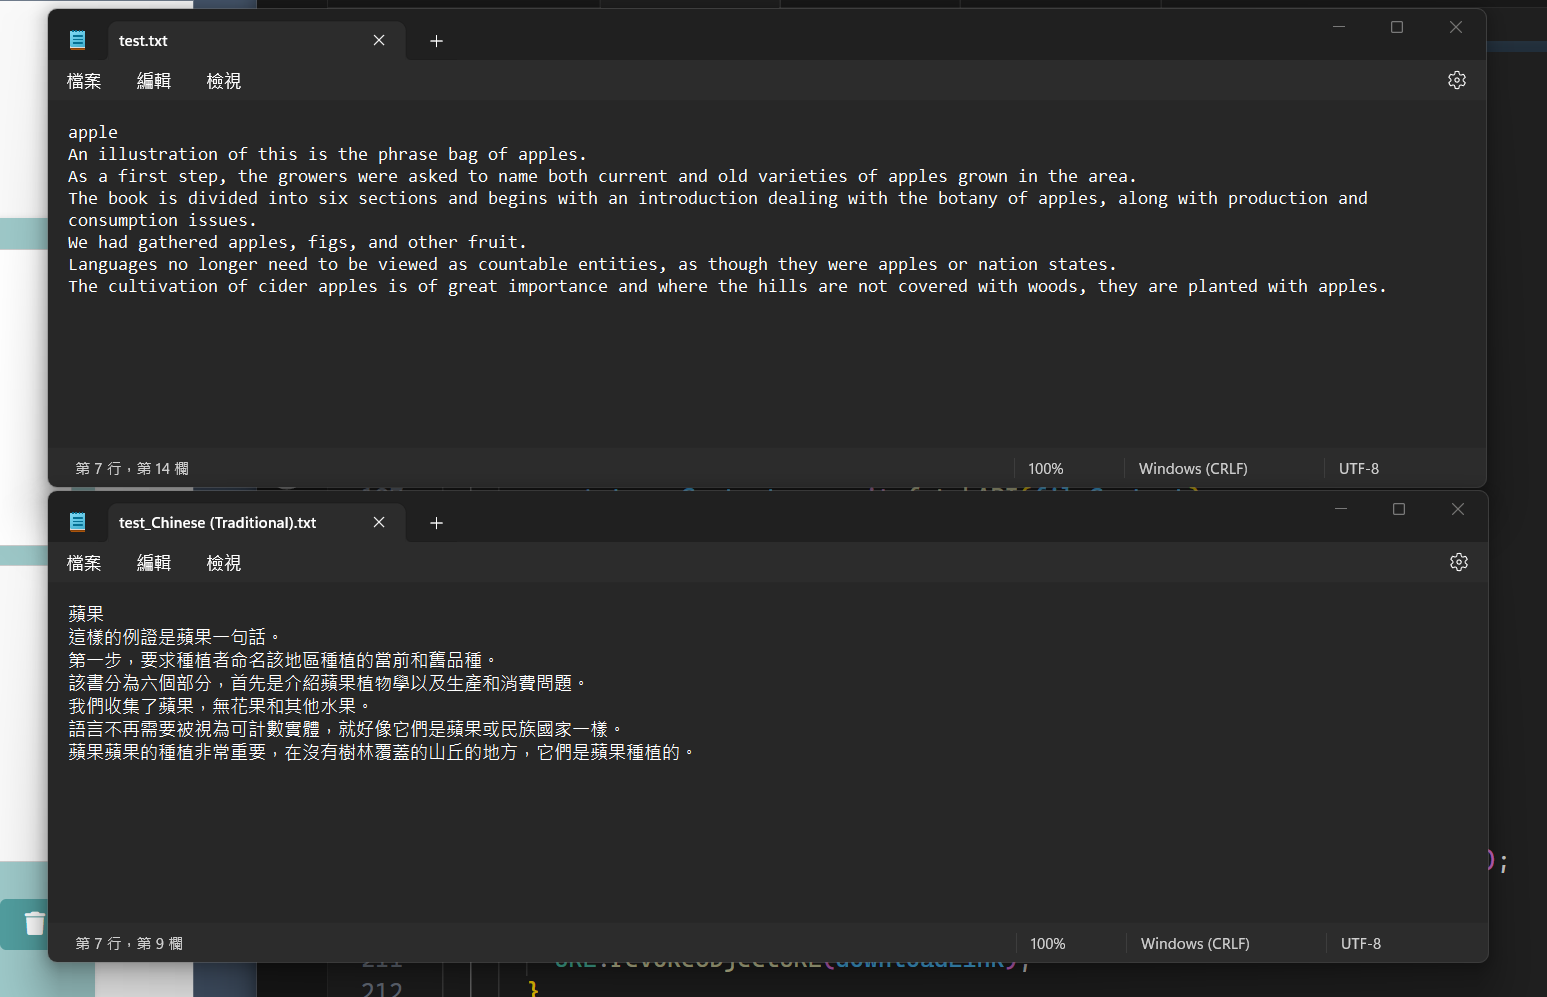 test.txt
檔案 編輯 檢視
apple
An illustration of this is the phrase bag of apples.
As a first step, the growers were asked to name both current and old varieties of apples grown in the area.
The book is divided into six sections and begins with an introduction dealing with the botany of apples, along with production and
consumption issues.
We had gathered apples, figs, and other fruit.
Languages no longer need to be viewed as countable entities, as though they were apples or nation states.
The cultivation of cider apples is of great importance and where the hills are not covered with woods, they are planted with apples.
第 7 行，第 14 欄 100% Windows (CRLF) UTF-8
test_Chinese (Traditional).txt
檔案 編輯 檢視
蘋果
這樣的例證是蘋果一句話。
第一步，要求種植者命名該地區種植的當前和舊品種。
該書分為六個部分，首先是介紹蘋果植物學以及生產和消費問題。
我們收集了蘋果，無花果和其他水果。
語言不再需要被視為可計數實體，就好像它們是蘋果或民族國家一樣。
蘋果蘋果的種植非常重要，在沒有樹林覆蓋的山丘的地方，它們是蘋果種植的。
);
第 7 行，第 9 欄 100% Windows (CRLF) UTF-8
212 }